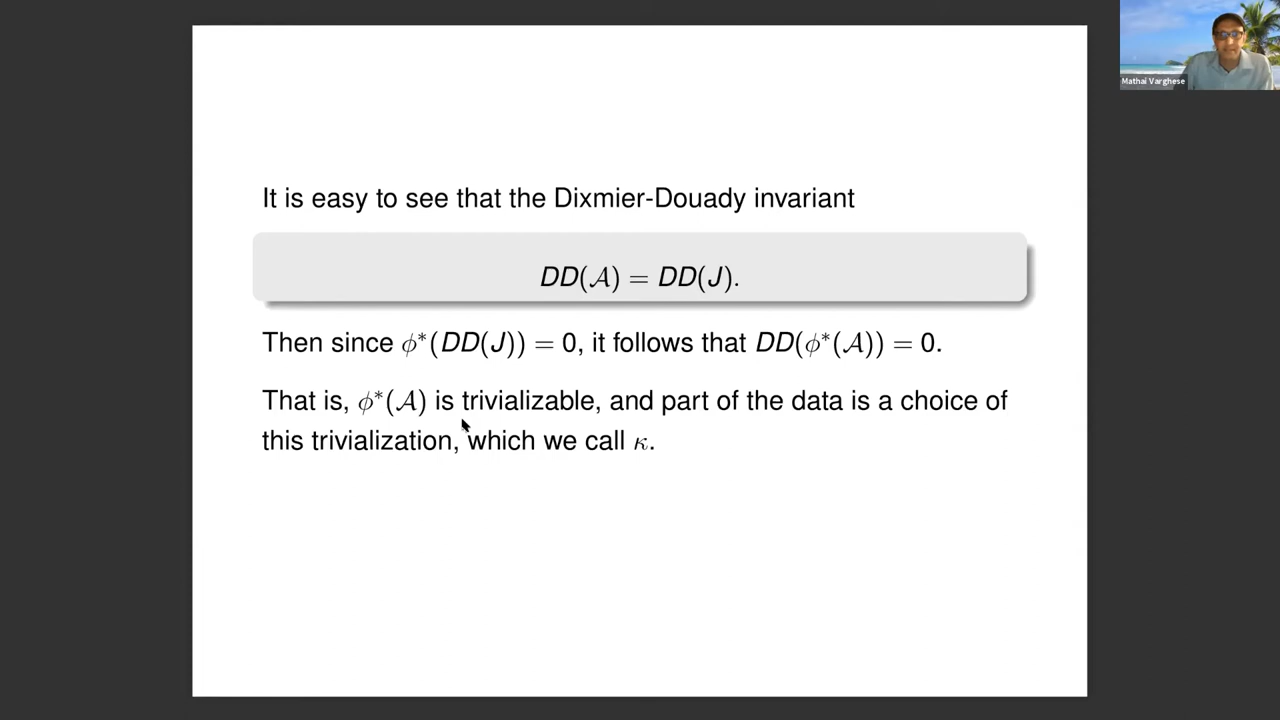 Mathai Varghese
It is easy to see that the Dixmier-Douady invariant
DD(𝒜) = DD(J).
Then since ϕ*(DD(J)) = 0, it follows that DD(ϕ*(𝒜)) = 0.
That is, ϕ*(𝒜) is trivializable, and part of the data is a choice of
this trivialization, which we call κ.